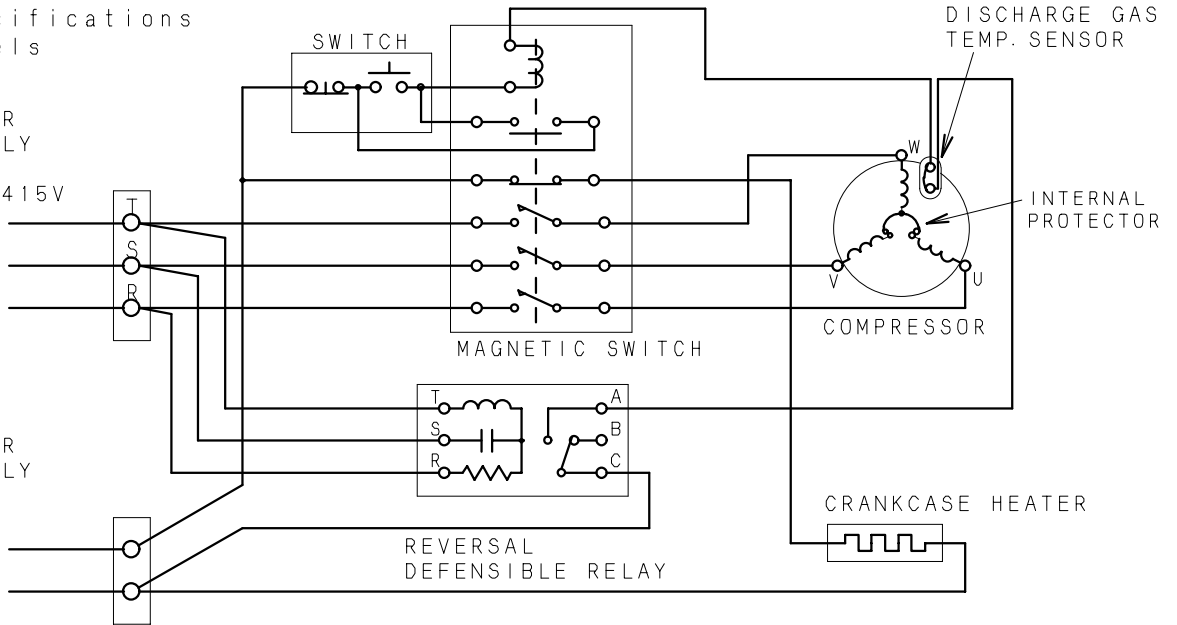 cifications
els
DISCHARGE GAS
TEMP. SENSOR
SWITCH
R
LY
415V
T
S
R
W
V
U
INTERNAL
PROTECTOR
COMPRESSOR
MAGNETIC SWITCH
T
S
R
A
B
C
R
LY
CRANKCASE HEATER
REVERSAL
DEFENSIBLE RELAY